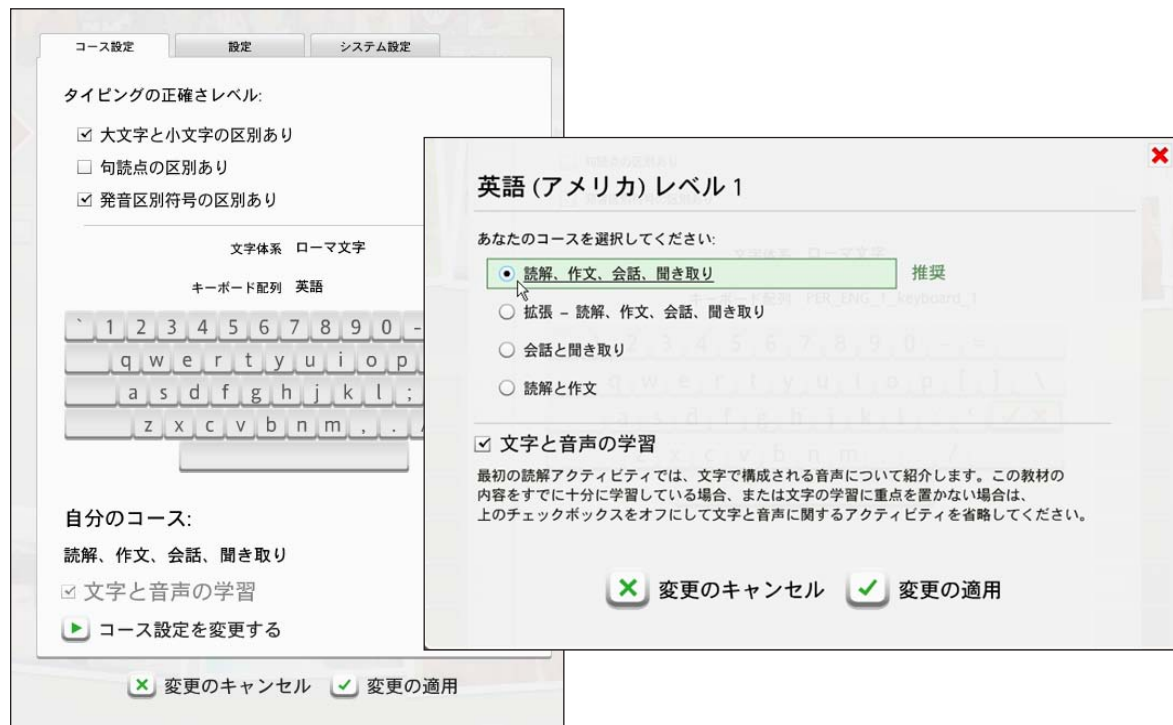 コース設定
設定
システム設定
タイピングの正確さレベル:
大文字と小文字の区別あり
句読点の区別あり
発音区別符号の区別あり
文字体系 ローマ文字
キーボード配列 英語
` 1 2 3 4 5 6 7 8 9 0 -
q w e r t y u i o p
a s d f g h j k l ;
z x c v b n m , . /
自分のコース:
読解、作文、会話、聞き取り
文字と音声の学習
コース設定を変更する
変更のキャンセル 変更の適用
英語 (アメリカ) レベル 1
あなたのコースを選択してください:
読解、作文、会話、聞き取り 推奨
拡張 – 読解、作文、会話、聞き取り
会話と聞き取り
読解と作文
文字と音声の学習
最初の読解アクティビティでは、文字で構成される音声について紹介します。この教材の
内容をすでに十分に学習している場合、または文字の学習に重点を置かない場合は、
上のチェックボックスをオフにして文字と音声に関するアクティビティを省略してください。
変更のキャンセル 変更の適用